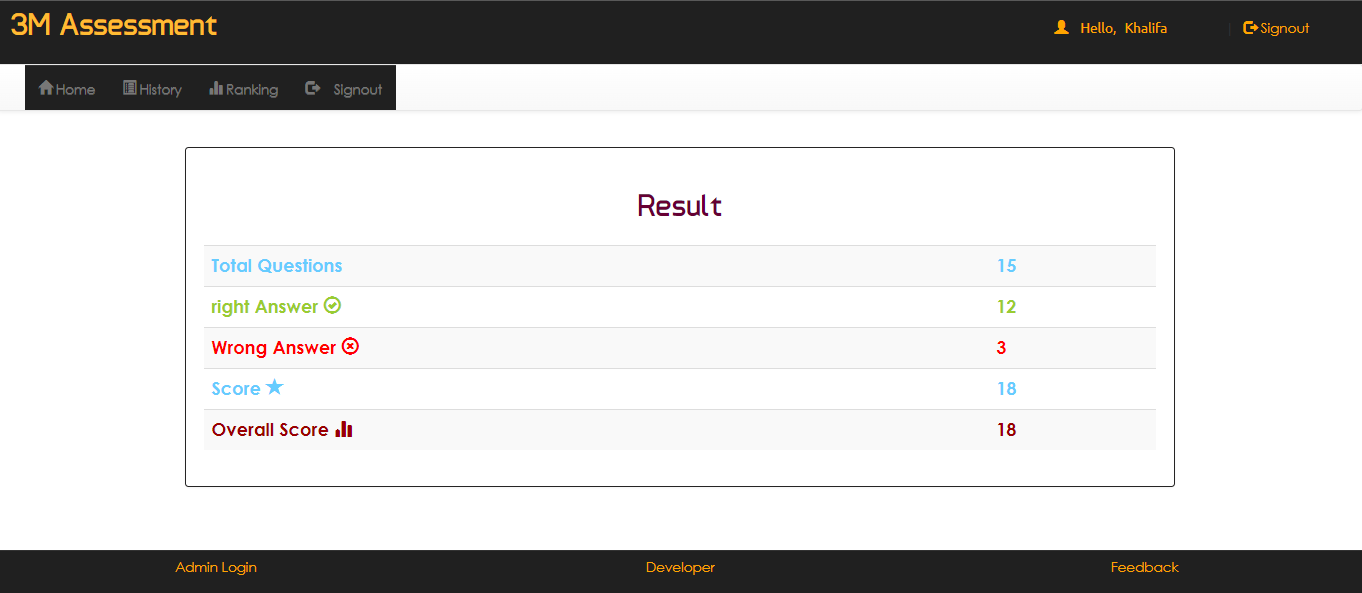 3M Assessment
Hello, Khalifa | Signout
Home History Ranking Signout
Result
Total Questions 15
right Answer 12
Wrong Answer 3
Score 18
Overall Score 18
Admin Login Developer Feedback